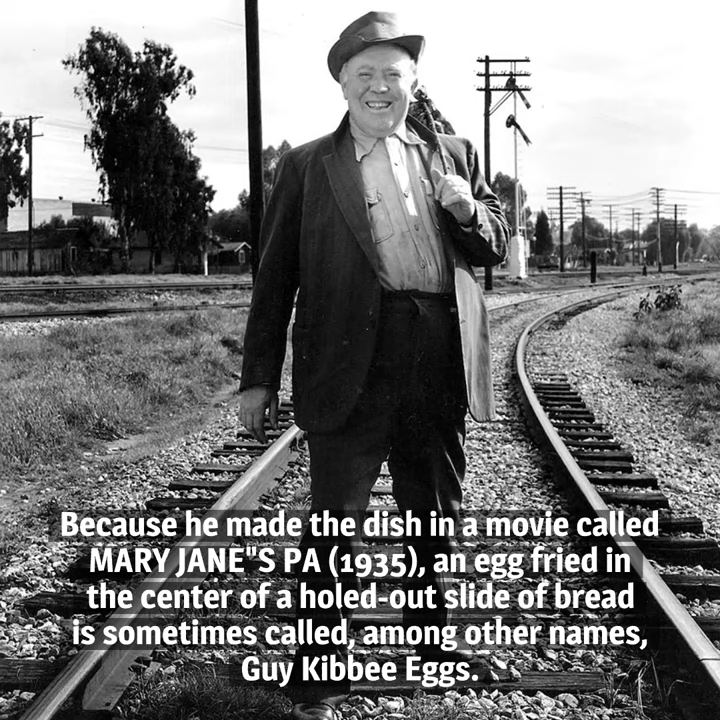 Because he made the dish in a movie called
MARY JANE"S PA (1935), an egg fried in
the center of a holed-out slide of bread
is sometimes called, among other names,
Guy Kibbee Eggs.